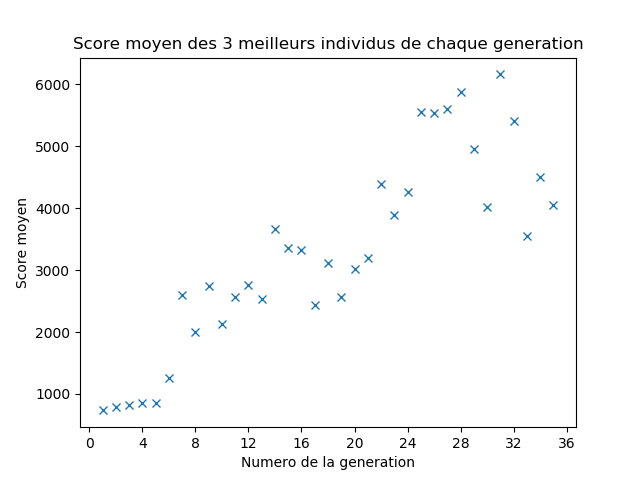 Score moyen des 3 meilleurs individus de chaque generation
6000
5000
4000
3000
2000
1000
Score moyen
0 4 8 12 16 20 24 28 32 36
Numero de la generation